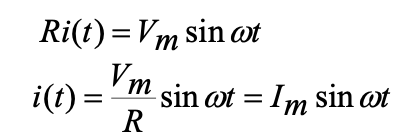 Ri(t) = V_m sin ωt
i(t) = V_m/R sin ωt = I_m sin ωt